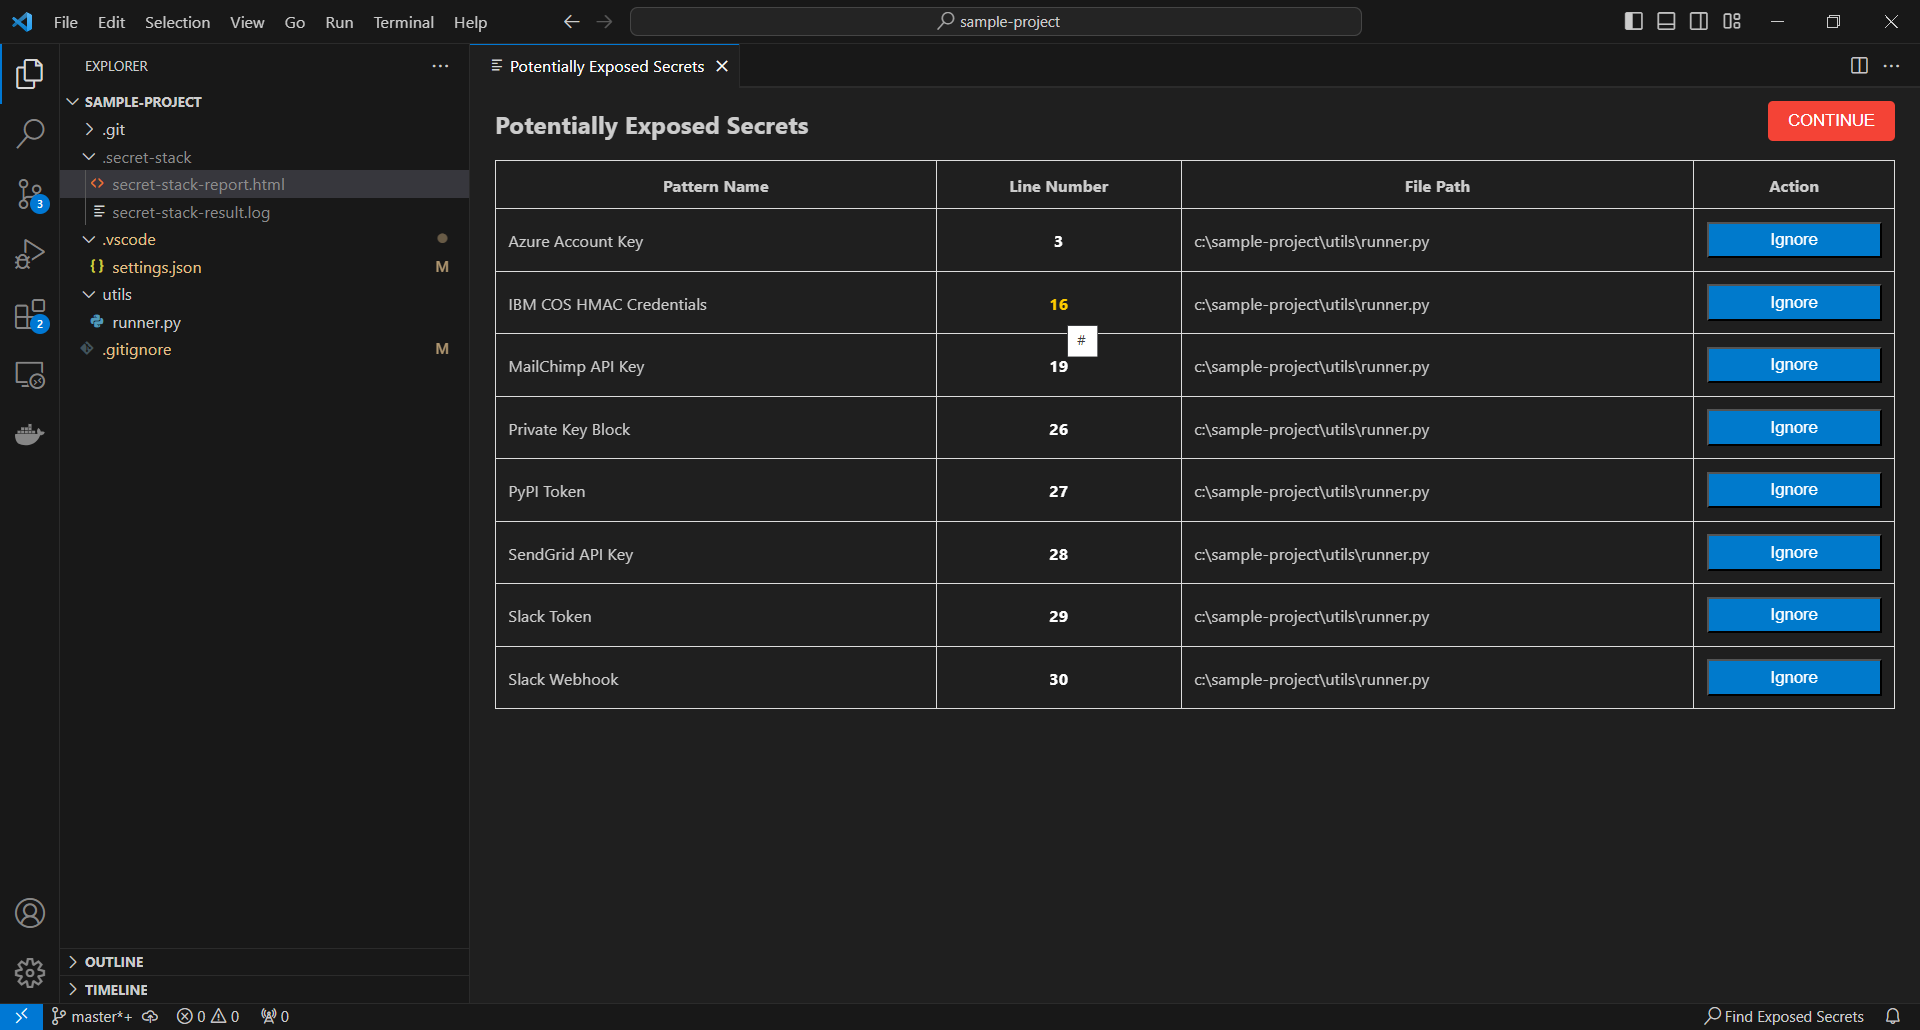 File Edit Selection View Go Run Terminal Help sample-project
EXPLORER
SAMPLE-PROJECT
.git
.secret-stack
secret-stack-report.html
secret-stack-result.log
.vscode
settings.json M
utils
runner.py
.gitignore M
OUTLINE
TIMELINE
3
2
Potentially Exposed Secrets
Potentially Exposed Secrets CONTINUE
Pattern Name Line Number File Path Action
Azure Account Key 3 c:\sample-project\utils\runner.py Ignore
IBM COS HMAC Credentials 16 c:\sample-project\utils\runner.py Ignore
#
MailChimp API Key 19 c:\sample-project\utils\runner.py Ignore
Private Key Block 26 c:\sample-project\utils\runner.py Ignore
PyPI Token 27 c:\sample-project\utils\runner.py Ignore
SendGrid API Key 28 c:\sample-project\utils\runner.py Ignore
Slack Token 29 c:\sample-project\utils\runner.py Ignore
Slack Webhook 30 c:\sample-project\utils\runner.py Ignore
master*+ 0 0 0 Find Exposed Secrets